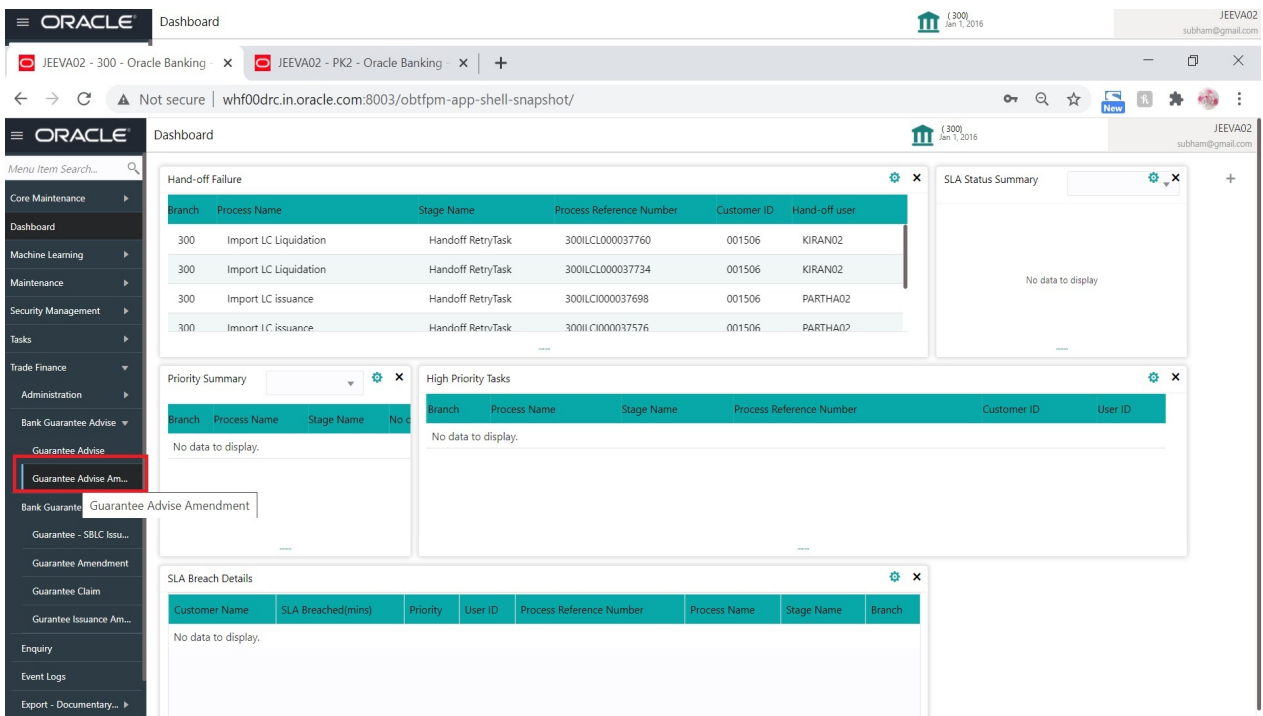 ORACLE Dashboard (300) JEEVA02
Jan 1, 2016 subham@gmail.com
JEEVA02 - 300 - Oracle Banking - JEEVA02 - PK2 - Oracle Banking -
Not secure whf00drc.in.oracle.com:8003/obtfpm-app-shell-snapshot/ New
ORACLE Dashboard (300) JEEVA02
Jan 1, 2016 subham@gmail.com
Menu Item Search...
Core Maintenance
Dashboard
Machine Learning
Maintenance
Security Management
Tasks
Trade Finance
Administration
Bank Guarantee Advise
Guarantee Advise
Guarantee Advise Am...
Bank Guarante
Guarantee Advise Amendment
Guarantee - SBLC Issu...
Guarantee Amendment
Guarantee Claim
Gurantee Issuance Am...
Enquiry
Event Logs
Export - Documentary...
Hand-off Failure
Branch Process Name Stage Name Process Reference Number Customer ID Hand-off user
300 Import LC Liquidation Handoff RetryTask 300ILCL000037760 001506 KIRAN02
300 Import LC Liquidation Handoff RetryTask 300ILCL000037734 001506 KIRAN02
300 Import LC issuance Handoff RetryTask 300ILCI000037698 001506 PARTHA02
300 Import LC issuance Handoff RetryTask 300ILCI000037576 001506 PARTHA02
SLA Status Summary
No data to display
Priority Summary
Branch Process Name Stage Name No
No data to display.
High Priority Tasks
Branch Process Name Stage Name Process Reference Number Customer ID User ID
No data to display.
SLA Breach Details
Customer Name SLA Breached(mins) Priority User ID Process Reference Number Process Name Stage Name Branch
No data to display.